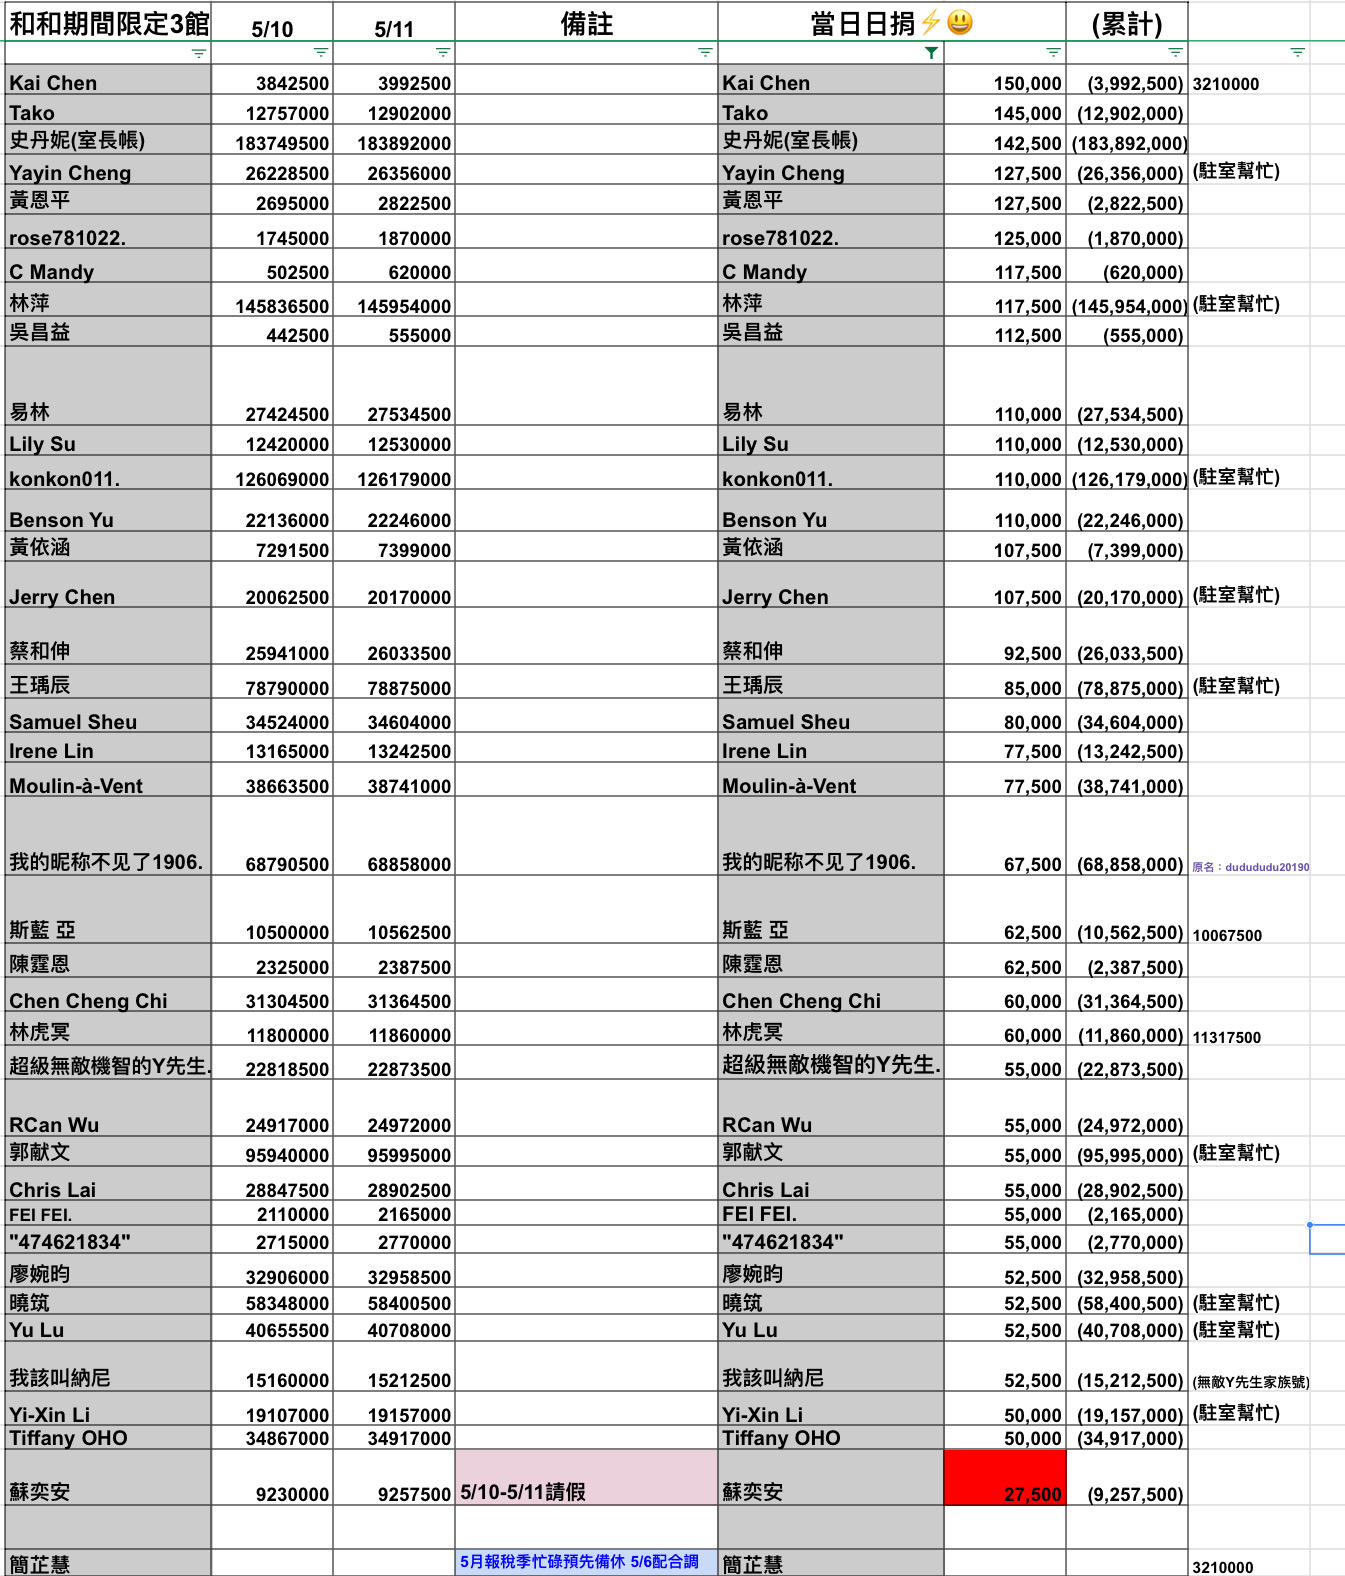 和和期間限定3館 5/10 5/11 備註 當日日捐⚡😃 (累計)
Kai Chen 3842500 3992500 Kai Chen 150,000 (3,992,500) 3210000
Tako 12757000 12902000 Tako 145,000 (12,902,000)
史丹妮(室長帳) 183749500 183892000 史丹妮(室長帳) 142,500 (183,892,000)
Yayin Cheng 26228500 26356000 Yayin Cheng 127,500 (26,356,000) (駐室幫忙)
黃恩平 2695000 2822500 黃恩平 127,500 (2,822,500)
rose781022. 1745000 1870000 rose781022. 125,000 (1,870,000)
C Mandy 502500 620000 C Mandy 117,500 (620,000)
林萍 145836500 145954000 林萍 117,500 (145,954,000) (駐室幫忙)
吳昌益 442500 555000 吳昌益 112,500 (555,000)
易林 27424500 27534500 易林 110,000 (27,534,500)
Lily Su 12420000 12530000 Lily Su 110,000 (12,530,000)
konkon011. 126069000 126179000 konkon011. 110,000 (126,179,000) (駐室幫忙)
Benson Yu 22136000 22246000 Benson Yu 110,000 (22,246,000)
黃依涵 7291500 7399000 黃依涵 107,500 (7,399,000)
Jerry Chen 20062500 20170000 Jerry Chen 107,500 (20,170,000) (駐室幫忙)
蔡和伸 25941000 26033500 蔡和伸 92,500 (26,033,500)
王瑀辰 78790000 78875000 王瑀辰 85,000 (78,875,000) (駐室幫忙)
Samuel Sheu 34524000 34604000 Samuel Sheu 80,000 (34,604,000)
Irene Lin 13165000 13242500 Irene Lin 77,500 (13,242,500)
Moulin-à-Vent 38663500 38741000 Moulin-à-Vent 77,500 (38,741,000)
我的昵称不见了1906. 68790500 68858000 我的昵称不见了1906. 67,500 (68,858,000) 原名：dudududu20190
斯藍 亞 10500000 10562500 斯藍 亞 62,500 (10,562,500) 10067500
陳霆恩 2325000 2387500 陳霆恩 62,500 (2,387,500)
Chen Cheng Chi 31304500 31364500 Chen Cheng Chi 60,000 (31,364,500)
林虎冥 11800000 11860000 林虎冥 60,000 (11,860,000) 11317500
超級無敵機智的Y先生. 22818500 22873500 超級無敵機智的Y先生. 55,000 (22,873,500)
RCan Wu 24917000 24972000 RCan Wu 55,000 (24,972,000)
郭献文 95940000 95995000 郭献文 55,000 (95,995,000) (駐室幫忙)
Chris Lai 28847500 28902500 Chris Lai 55,000 (28,902,500)
FEI FEI. 2110000 2165000 FEI FEI. 55,000 (2,165,000)
"474621834" 2715000 2770000 "474621834" 55,000 (2,770,000)
廖婉昀 32906000 32958500 廖婉昀 52,500 (32,958,500)
曉筑 58348000 58400500 曉筑 52,500 (58,400,500) (駐室幫忙)
Yu Lu 40655500 40708000 Yu Lu 52,500 (40,708,000) (駐室幫忙)
我該叫納尼 15160000 15212500 我該叫納尼 52,500 (15,212,500) (無敵Y先生家族號)
Yi-Xin Li 19107000 19157000 Yi-Xin Li 50,000 (19,157,000) (駐室幫忙)
Tiffany OHO 34867000 34917000 Tiffany OHO 50,000 (34,917,000)
蘇奕安 9230000 9257500 5/10-5/11請假 蘇奕安 27,500 (9,257,500)
簡芷慧 5月報稅季忙碌預先備休 5/6配合調 簡芷慧 3210000